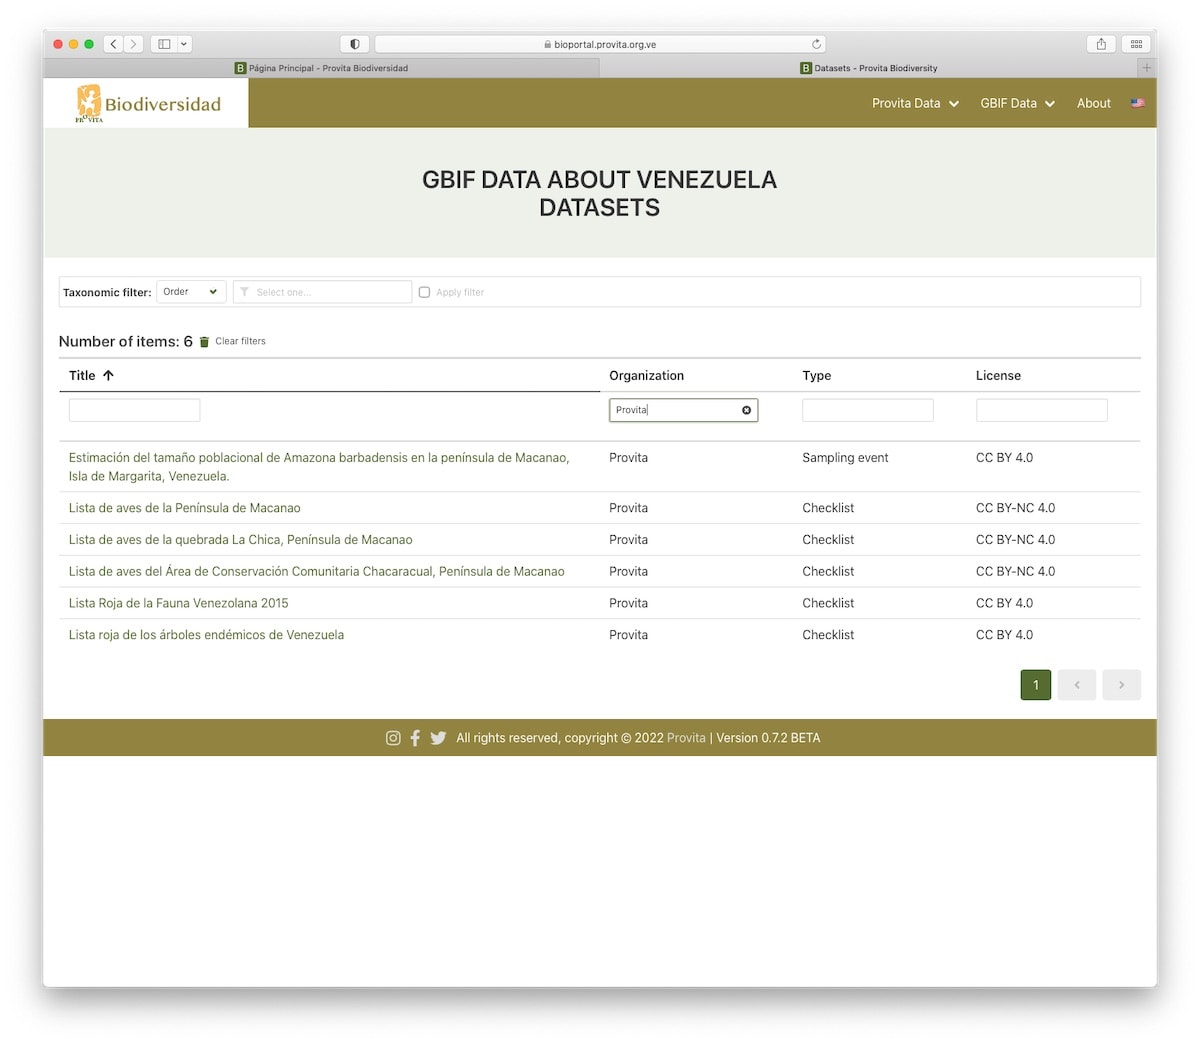 bioportal.provita.org.ve
B Página Principal - Provita Biodiversidad
B Datasets - Provita Biodiversity
PROVITA
Biodiversidad
Provita Data
GBIF Data
About
GBIF DATA ABOUT VENEZUELA
DATASETS
Taxonomic filter: Order Select one... Apply filter
Number of items: 6 Clear filters
Title Organization Type License
Provita
Estimación del tamaño poblacional de Amazona barbadensis en la península de Macanao, Provita Sampling event CC BY 4.0
Isla de Margarita, Venezuela.
Lista de aves de la Península de Macanao Provita Checklist CC BY-NC 4.0
Lista de aves de la quebrada La Chica, Península de Macanao Provita Checklist CC BY-NC 4.0
Lista de aves del Área de Conservación Comunitaria Chacaracual, Península de Macanao Provita Checklist CC BY-NC 4.0
Lista Roja de la Fauna Venezolana 2015 Provita Checklist CC BY 4.0
Lista roja de los árboles endémicos de Venezuela Provita Checklist CC BY 4.0
1
All rights reserved, copyright © 2022 Provita | Version 0.7.2 BETA